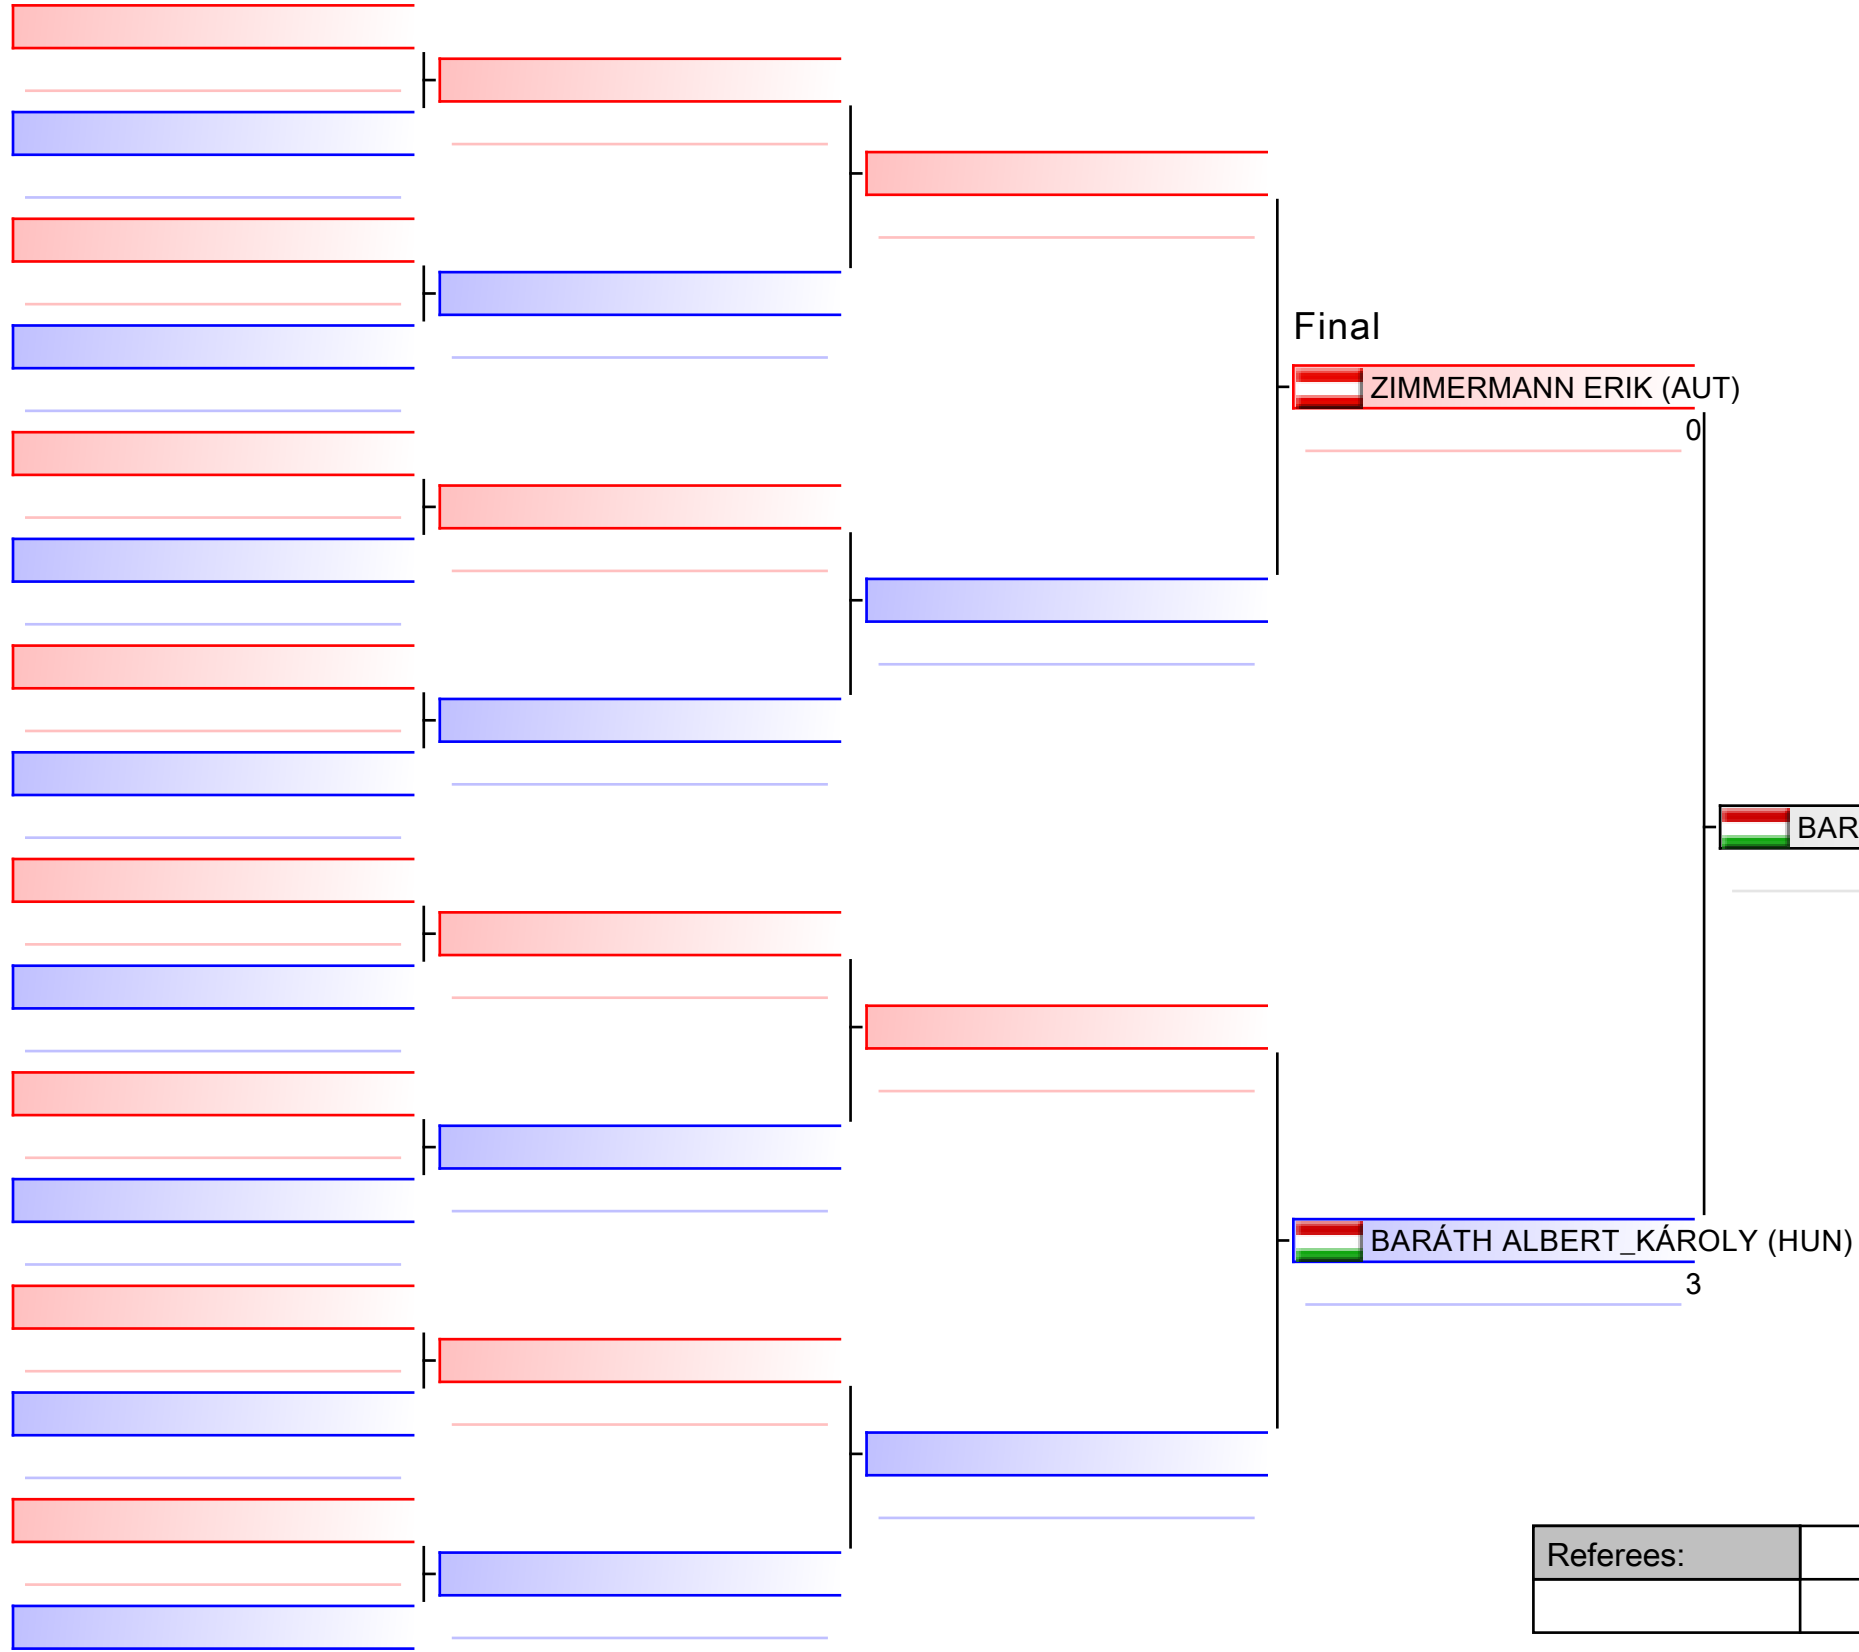 Final
ZIMMERMANN ERIK (AUT)
0
BAR
BARÁTH ALBERT_KÁROLY (HUN)
3
Referees: